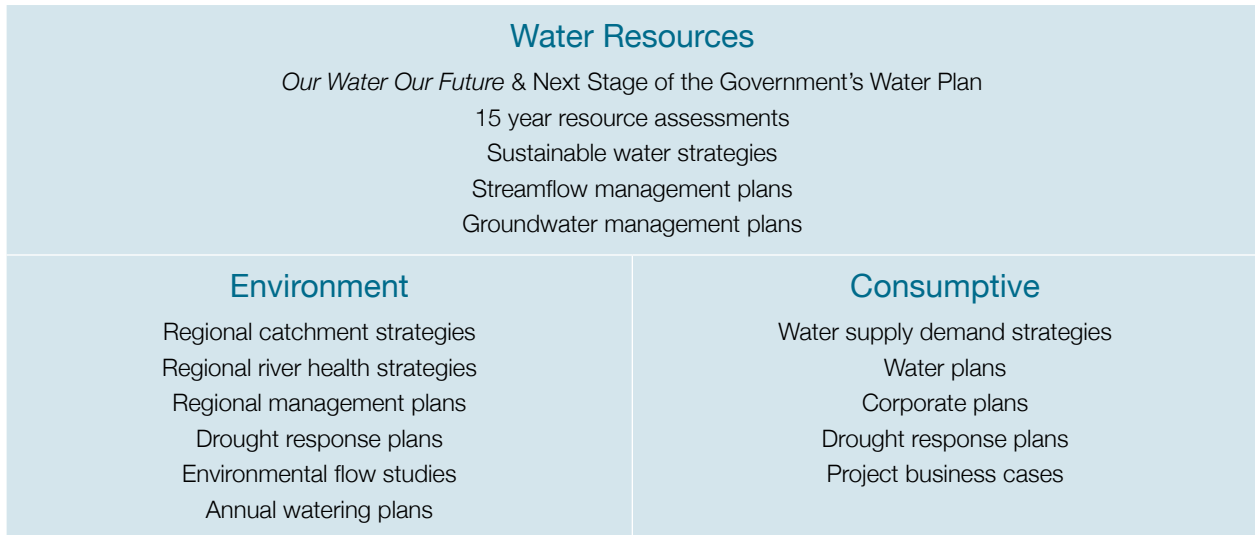 Water Resources
Our Water Our Future & Next Stage of the Government’s Water Plan
15 year resource assessments
Sustainable water strategies
Streamflow management plans
Groundwater management plans
Environment
Regional catchment strategies
Regional river health strategies
Regional management plans
Drought response plans
Environmental flow studies
Annual watering plans
Consumptive
Water supply demand strategies
Water plans
Corporate plans
Drought response plans
Project business cases